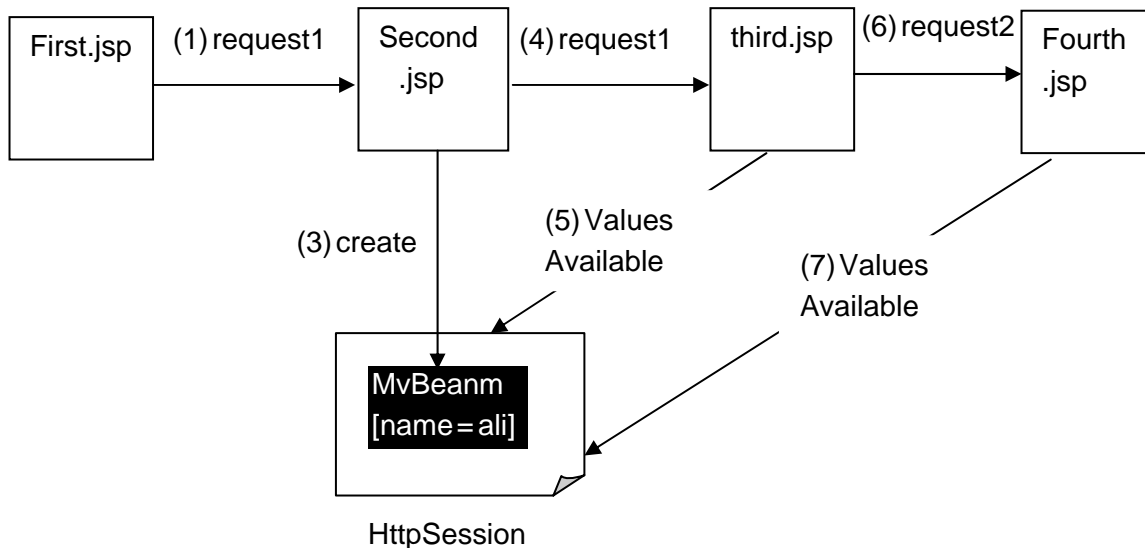 First.jsp
(1) request1
Second
.jsp
(4) request1
third.jsp
(6) request2
Fourth
.jsp
(3) create
(5) Values
Available
(7) Values
Available
MvBeanm
[name=ali]
HttpSession